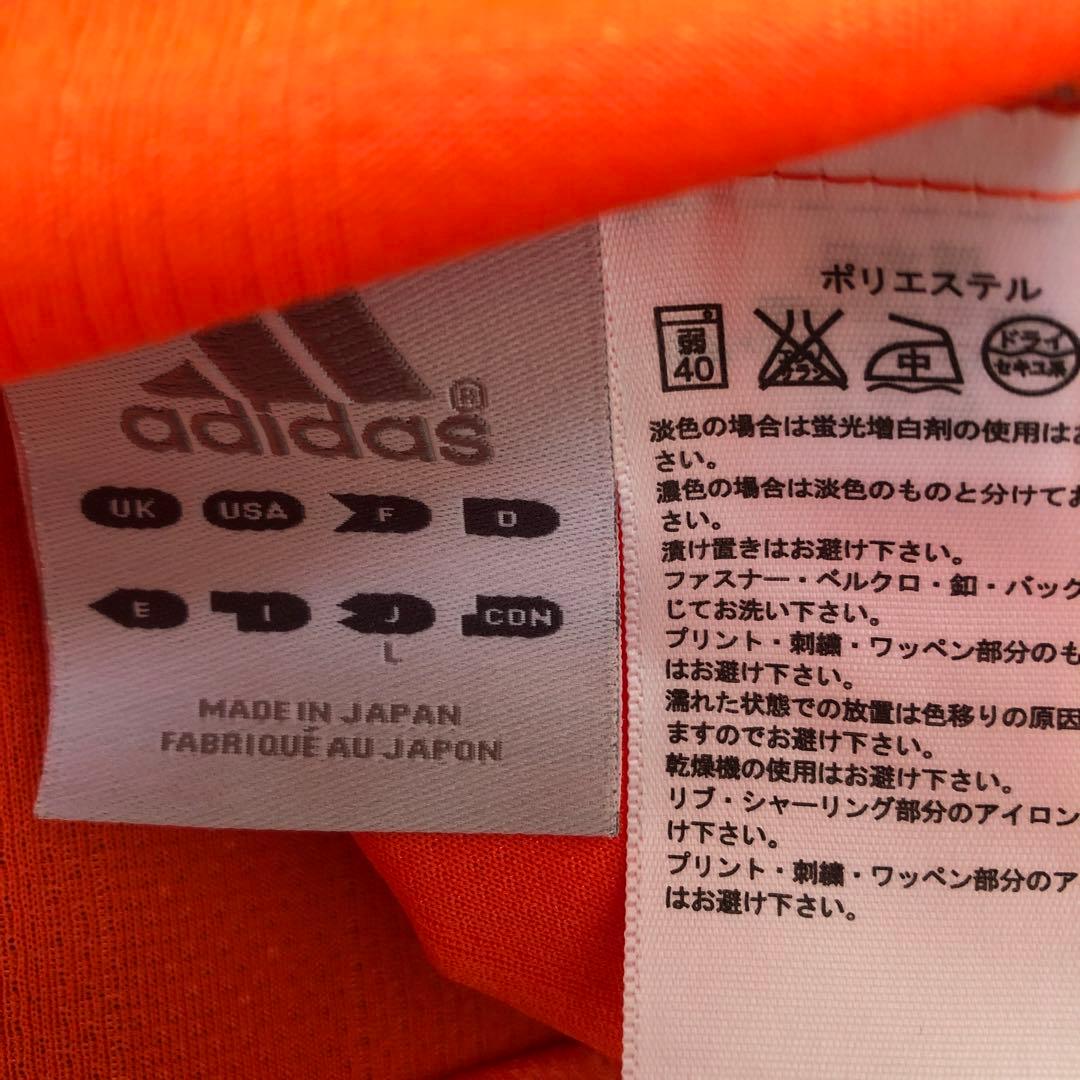 adidas®
UK USA F D
E I J COM
L
MADE IN JAPAN
FABRIQUÉ AU JAPON
ポリエステル
弱
40
中
ドライ
セキユ系
淡色の場合は蛍光増白剤の使用はお
さい。
濃色の場合は淡色のものと分けてお
さい。
漬け置きはお避け下さい。
ファスナー・ベルクロ・釦・バック
じてお洗い下さい。
プリント・刺繍・ワッペン部分のも
はお避け下さい。
濡れた状態での放置は色移りの原因
ますのでお避け下さい。
乾燥機の使用はお避け下さい。
リブ・シャーリング部分のアイロン
け下さい。
プリント・刺繍・ワッペン部分のア
はお避け下さい。